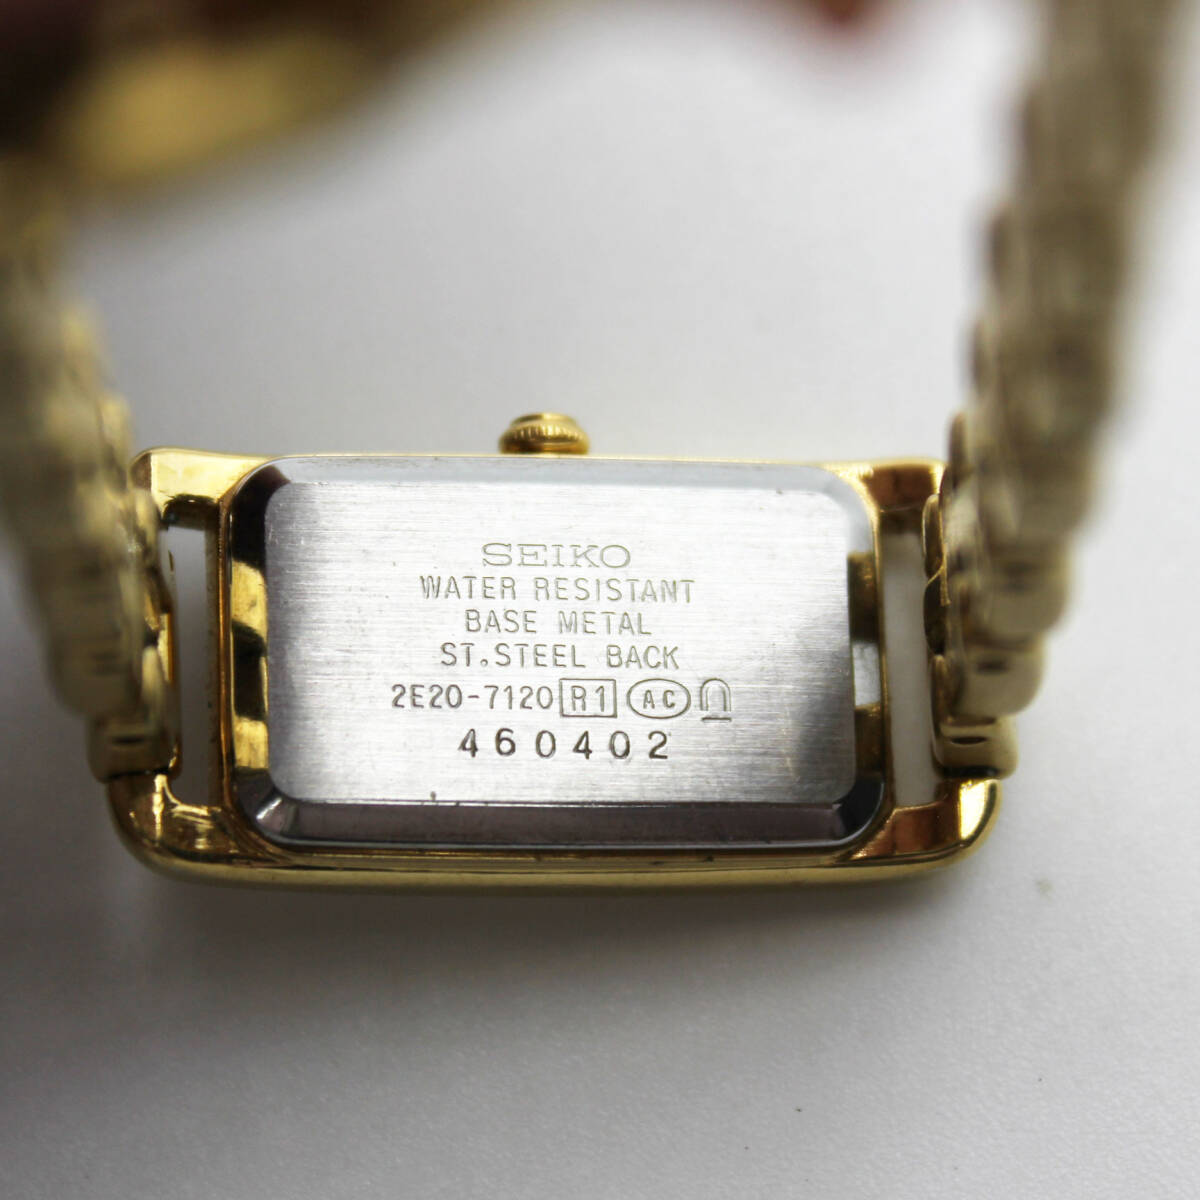 SEIKO
WATER RESISTANT
BASE METAL
ST.STEEL BACK
2E20-7120 R1 AC
460402